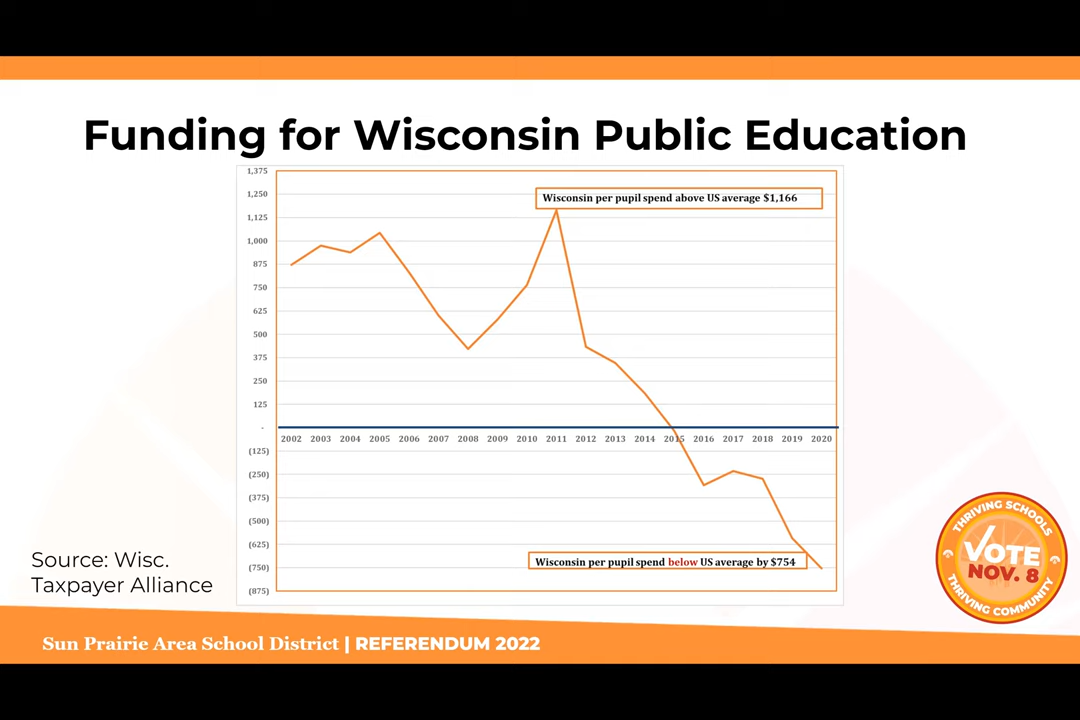 Funding for Wisconsin Public Education
1,375
1,250
1,125
1,000
875
750
625
500
375
250
125
-
(125)
(250)
(375)
(500)
(625)
(750)
(875)
Wisconsin per pupil spend above US average $1,166
2002 2003 2004 2005 2006 2007 2008 2009 2010 2011 2012 2013 2014 2015 2016 2017 2018 2019 2020
Wisconsin per pupil spend below US average by $754
Source: Wisc.
Taxpayer Alliance
THRIVING SCHOOLS
VOTE
NOV. 8
THRIVING COMMUNITY
Sun Prairie Area School District | REFERENDUM 2022